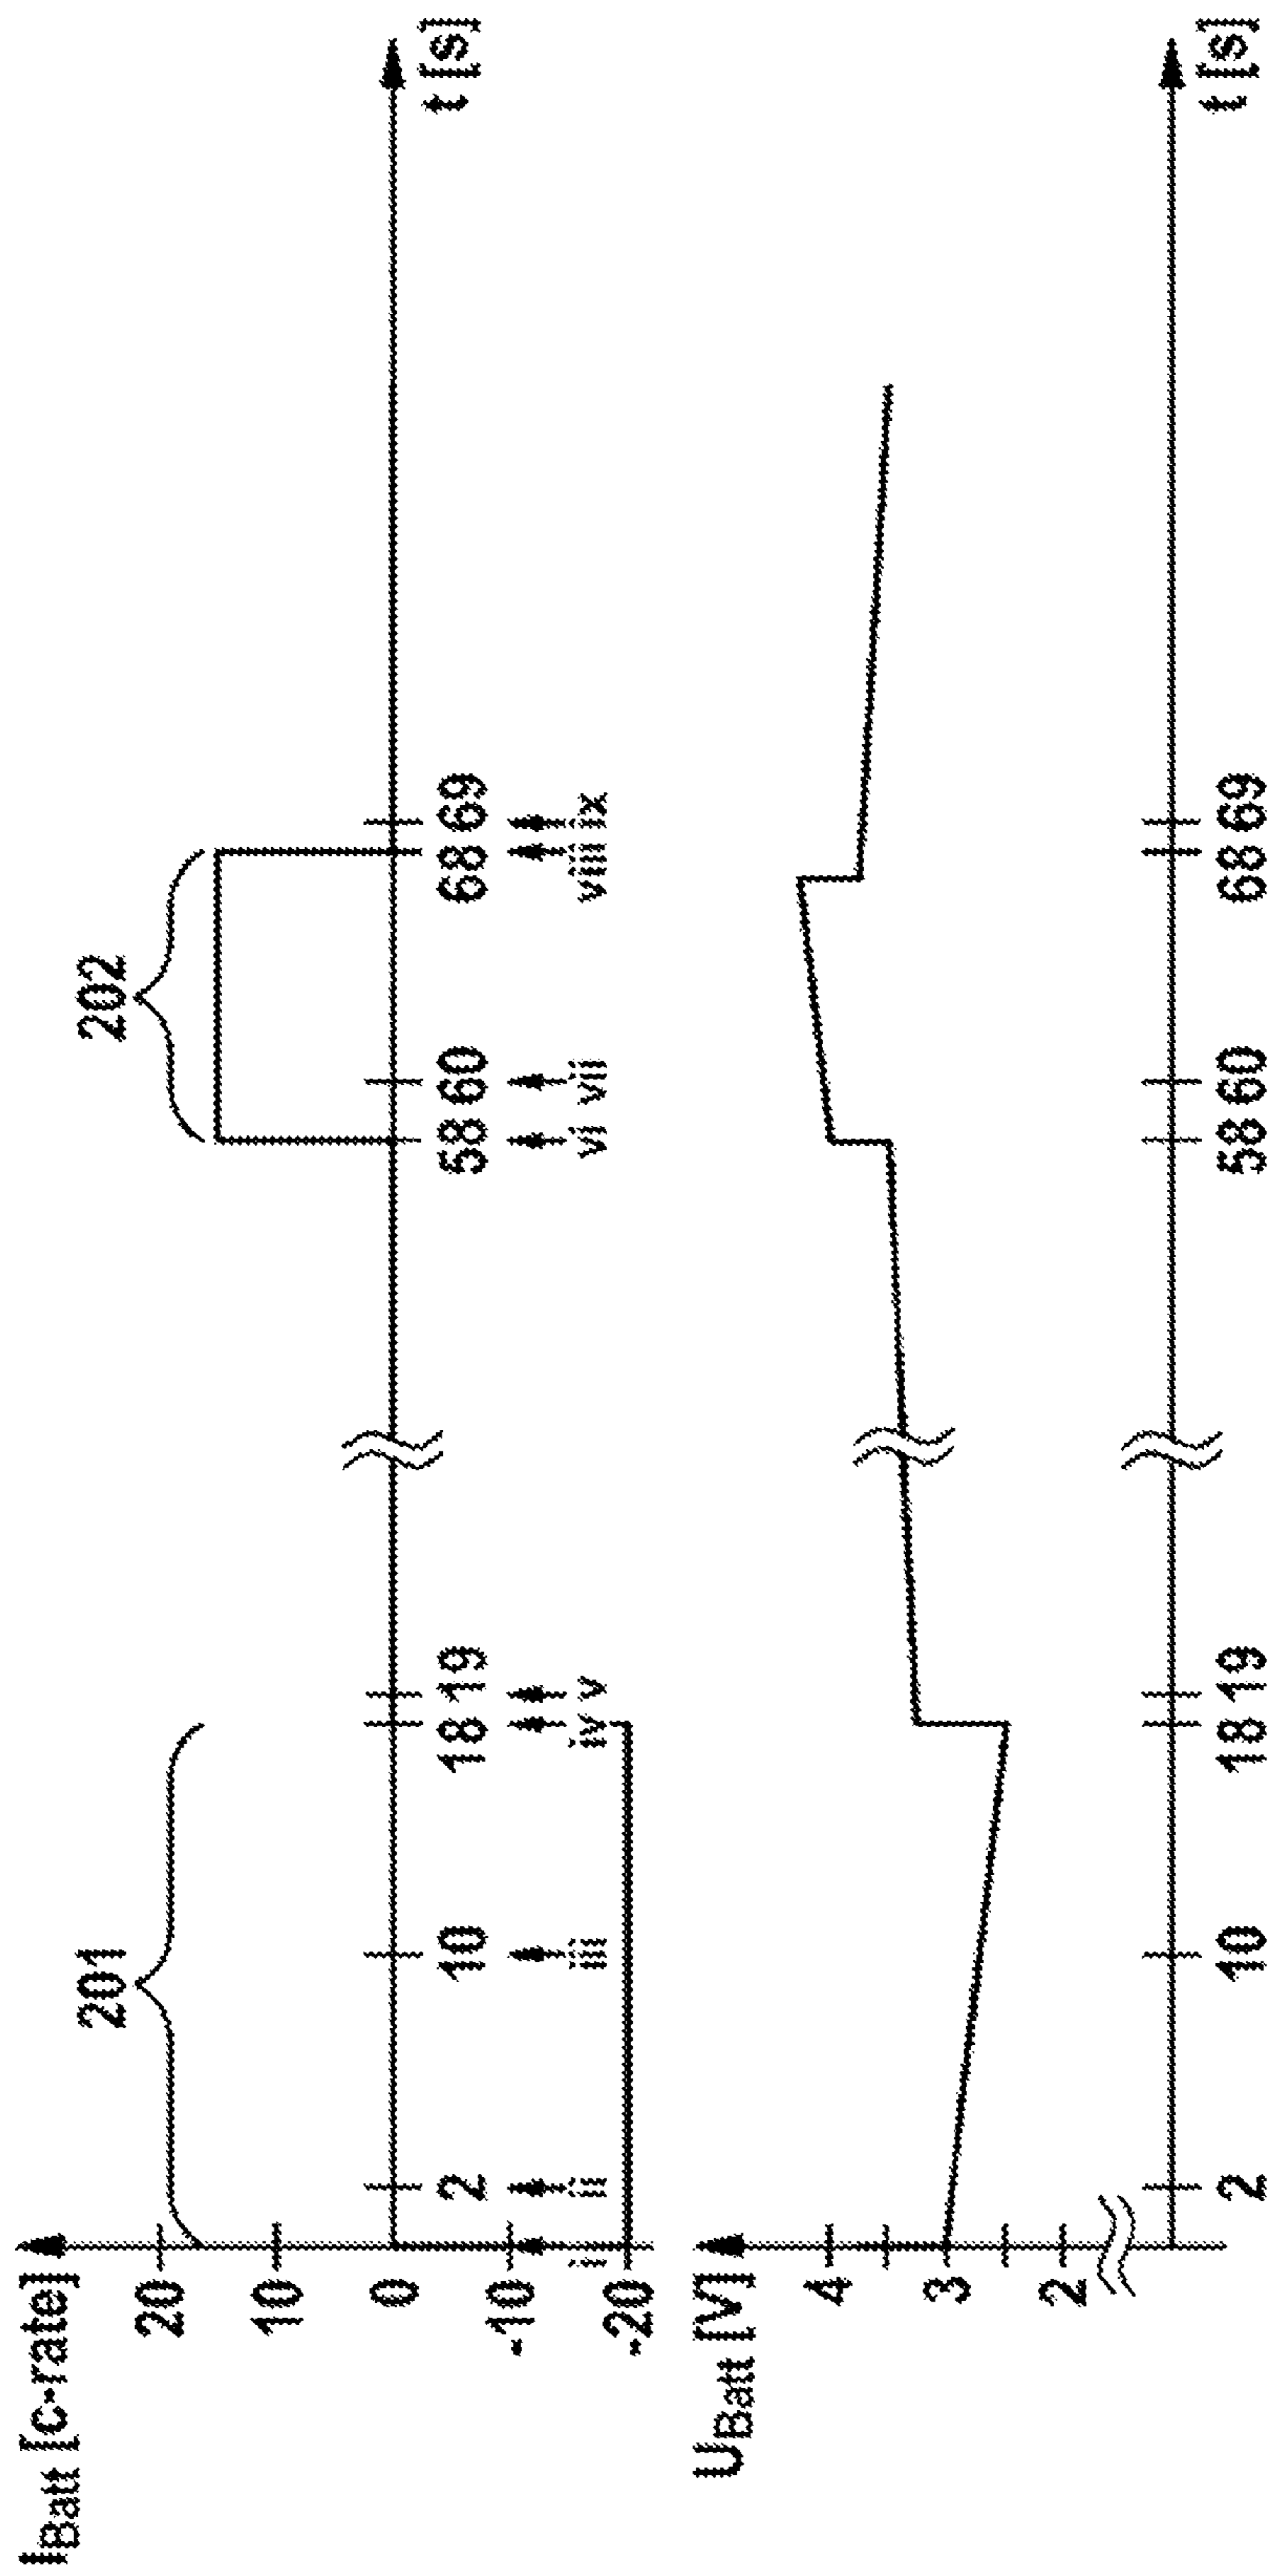 I_Batt [c-rate]
201
202
20
10
0
-10
-20
2
10
18 19
58 60
68 69
t [s]
i
ii
iii
iv v
vi vii
viii ix
U_Batt [V]
4
3
2
2
10
18 19
58 60
68 69
t [s]